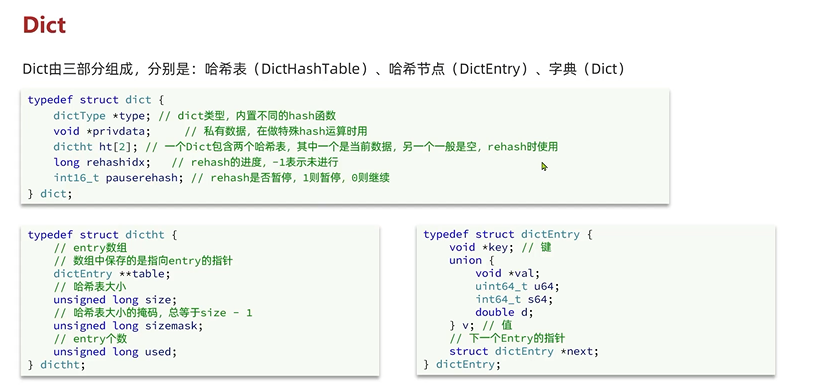 Dict
Dict由三部分组成，分别是：哈希表（DictHashTable）、哈希节点（DictEntry）、字典（Dict）
typedef struct dict {
    dictType *type; // dict类型，内置不同的hash函数
    void *privdata;     // 私有数据，在做特殊hash运算时用
    dictht ht[2]; // 一个Dict包含两个哈希表，其中一个是当前数据，另一个一般是空，rehash时使用
    long rehashidx;   // rehash的进度，-1表示未进行
    int16_t pauserehash; // rehash是否暂停，1则暂停，0则继续
} dict;
typedef struct dictht {
    // entry数组
    // 数组中保存的是指向entry的指针
    dictEntry **table;
    // 哈希表大小
    unsigned long size;
    // 哈希表大小的掩码，总等于size - 1
    unsigned long sizemask;
    // entry个数
    unsigned long used;
} dictht;
typedef struct dictEntry {
    void *key; // 键
    union {
        void *val;
        uint64_t u64;
        int64_t s64;
        double d;
    } v; // 值
    // 下一个Entry的指针
    struct dictEntry *next;
} dictEntry;